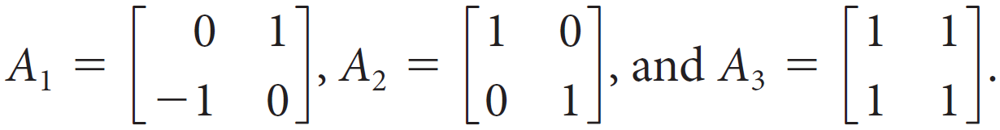 A₁ = [0 1; −1 0], A₂ = [1 0; 0 1], and A₃ = [1 1; 1 1].